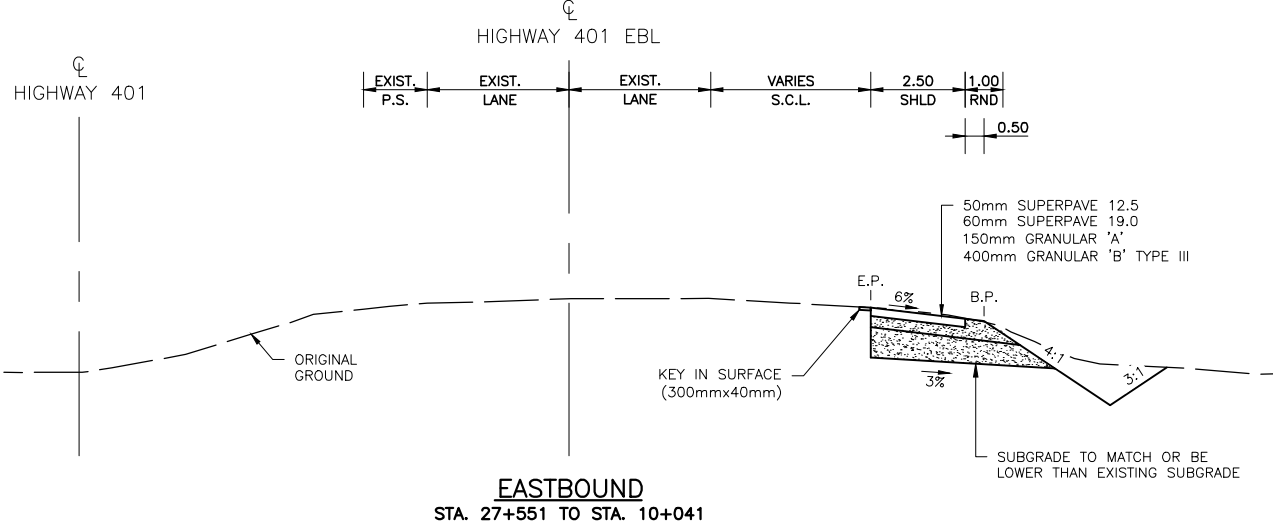 ℄
HIGHWAY 401 EBL
℄
HIGHWAY 401
EXIST.
P.S.
EXIST.
LANE
EXIST.
LANE
VARIES
S.C.L.
2.50
SHLD
1.00
RND
0.50
50mm SUPERPAVE 12.5
60mm SUPERPAVE 19.0
150mm GRANULAR 'A'
400mm GRANULAR 'B' TYPE III
E.P.
6%
B.P.
ORIGINAL
GROUND
KEY IN SURFACE
(300mmx40mm)
3%
4:1
3:1
SUBGRADE TO MATCH OR BE
LOWER THAN EXISTING SUBGRADE
EASTBOUND
STA. 27+551 TO STA. 10+041